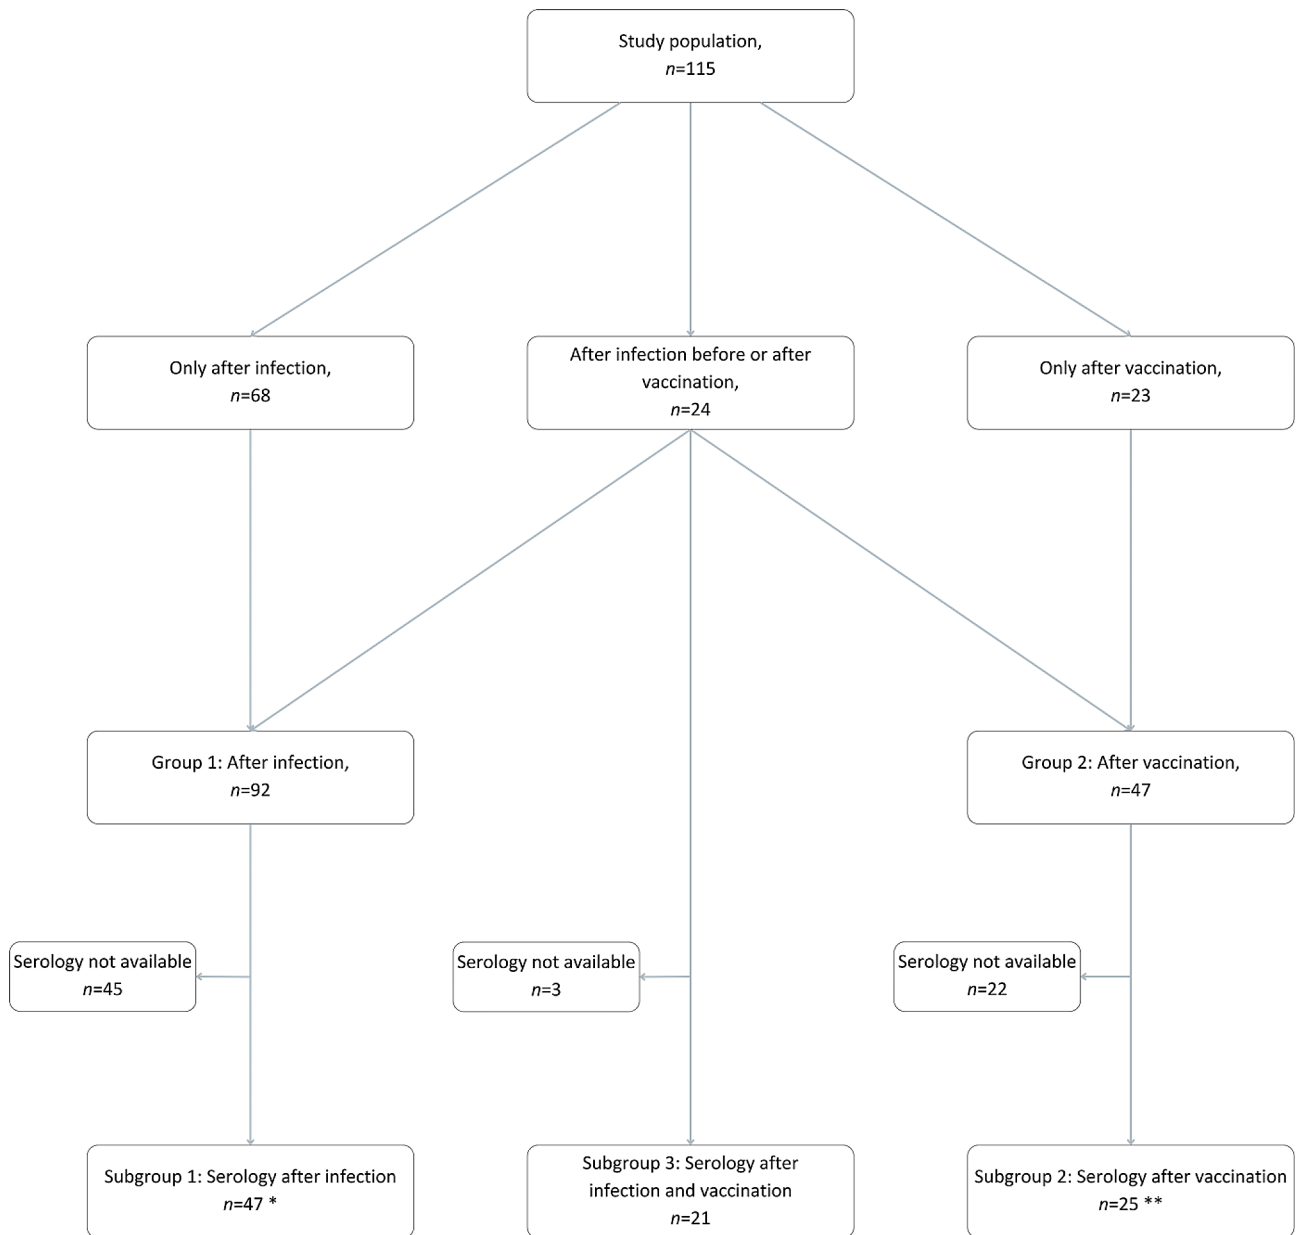 Study population,
n=115
Only after infection,
n=68
After infection before or after
vaccination,
n=24
Only after vaccination,
n=23
Group 1: After infection,
n=92
Group 2: After vaccination,
n=47
Serology not available
n=45
Serology not available
n=3
Serology not available
n=22
Subgroup 1: Serology after infection
n=47 *
Subgroup 3: Serology after
infection and vaccination
n=21
Subgroup 2: Serology after vaccination
n=25 **